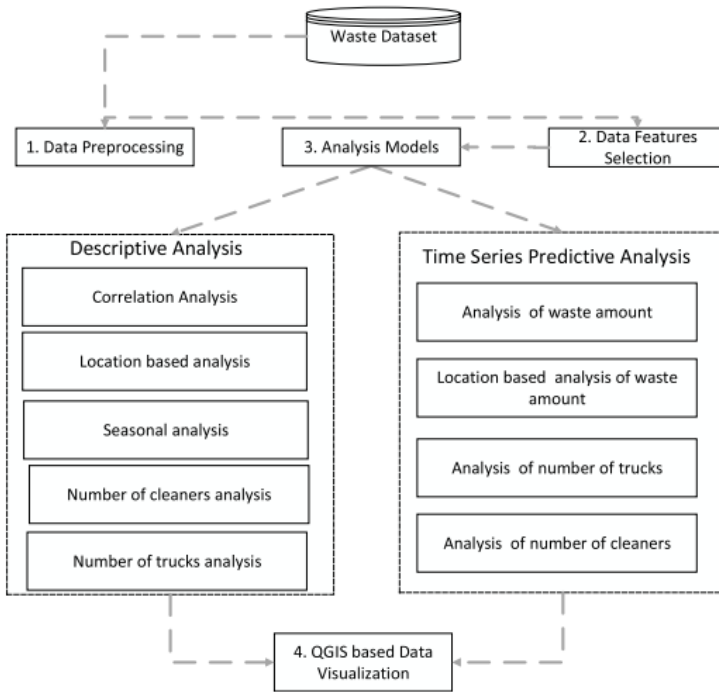 Waste Dataset
1. Data Preprocessing
3. Analysis Models
2. Data Features
Selection
Descriptive Analysis
Correlation Analysis
Location based analysis
Seasonal analysis
Number of cleaners analysis
Number of trucks analysis
Time Series Predictive Analysis
Analysis of waste amount
Location based analysis of waste
amount
Analysis of number of trucks
Analysis of number of cleaners
4. QGIS based Data
Visualization